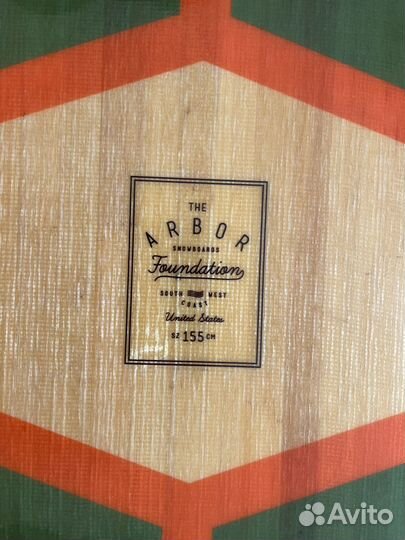 THE
ARBOR
SNOWBOARDS
Foundation
SOUTH WEST
COAST
United States
SZ 155 CM
Avito